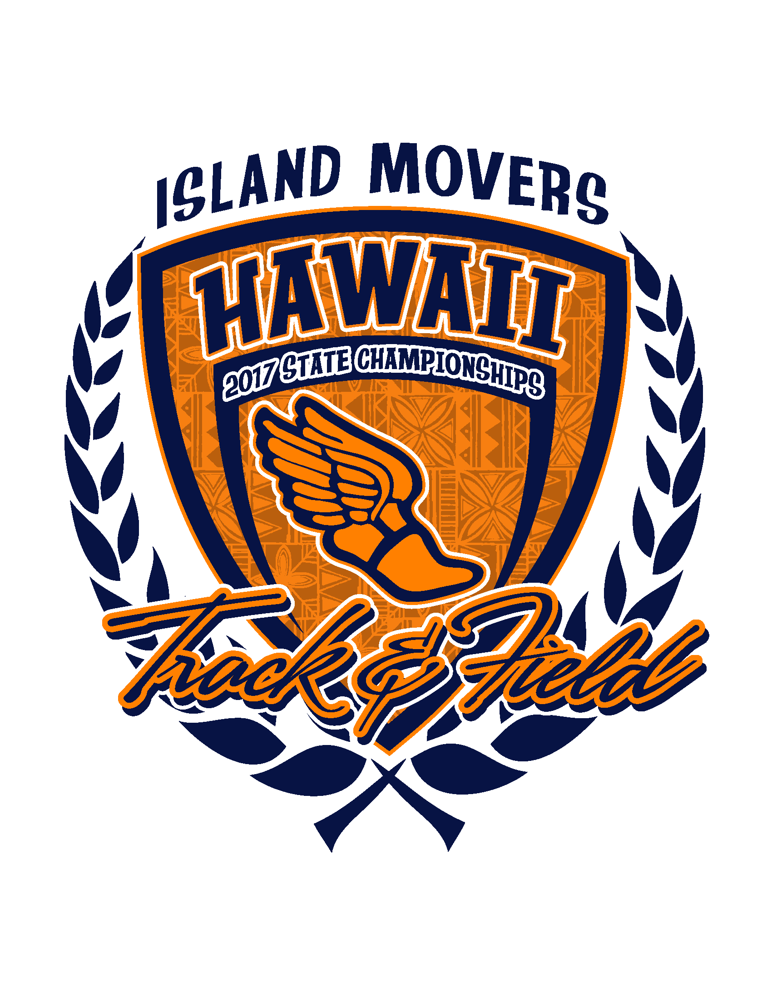 ISLAND MOVERS
HAWAII
2017 STATE CHAMPIONSHIPS
Track & Field